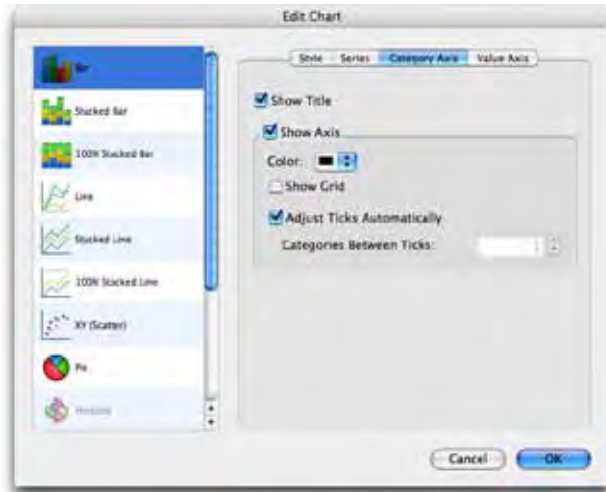 Edit Chart
Style Series Category Axis Value Axis
Bar
Stacked Bar
100% Stacked Bar
Line
Stacked Line
100% Stacked Line
XY (Scatter)
Pie
Show Title
Show Axis
Color:
Show Grid
Adjust Ticks Automatically
Categories Between Ticks:
Cancel OK